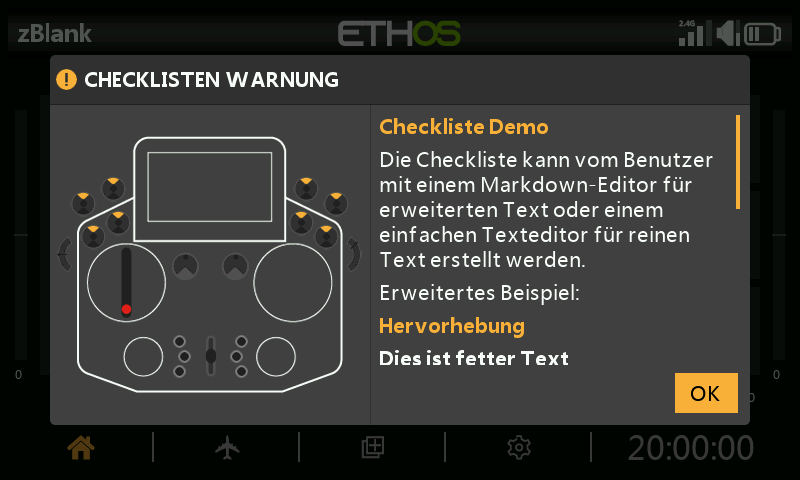 zBlank
ETHOS
2.4G
CHECKLISTEN WARNUNG
Checkliste Demo
Die Checkliste kann vom Benutzer
mit einem Markdown-Editor für
erweiterten Text oder einem
einfachen Texteditor für reinen
Text erstellt werden.
Erweitertes Beispiel:
Hervorhebung
Dies ist fetter Text
OK
0
0
0
20:00:00